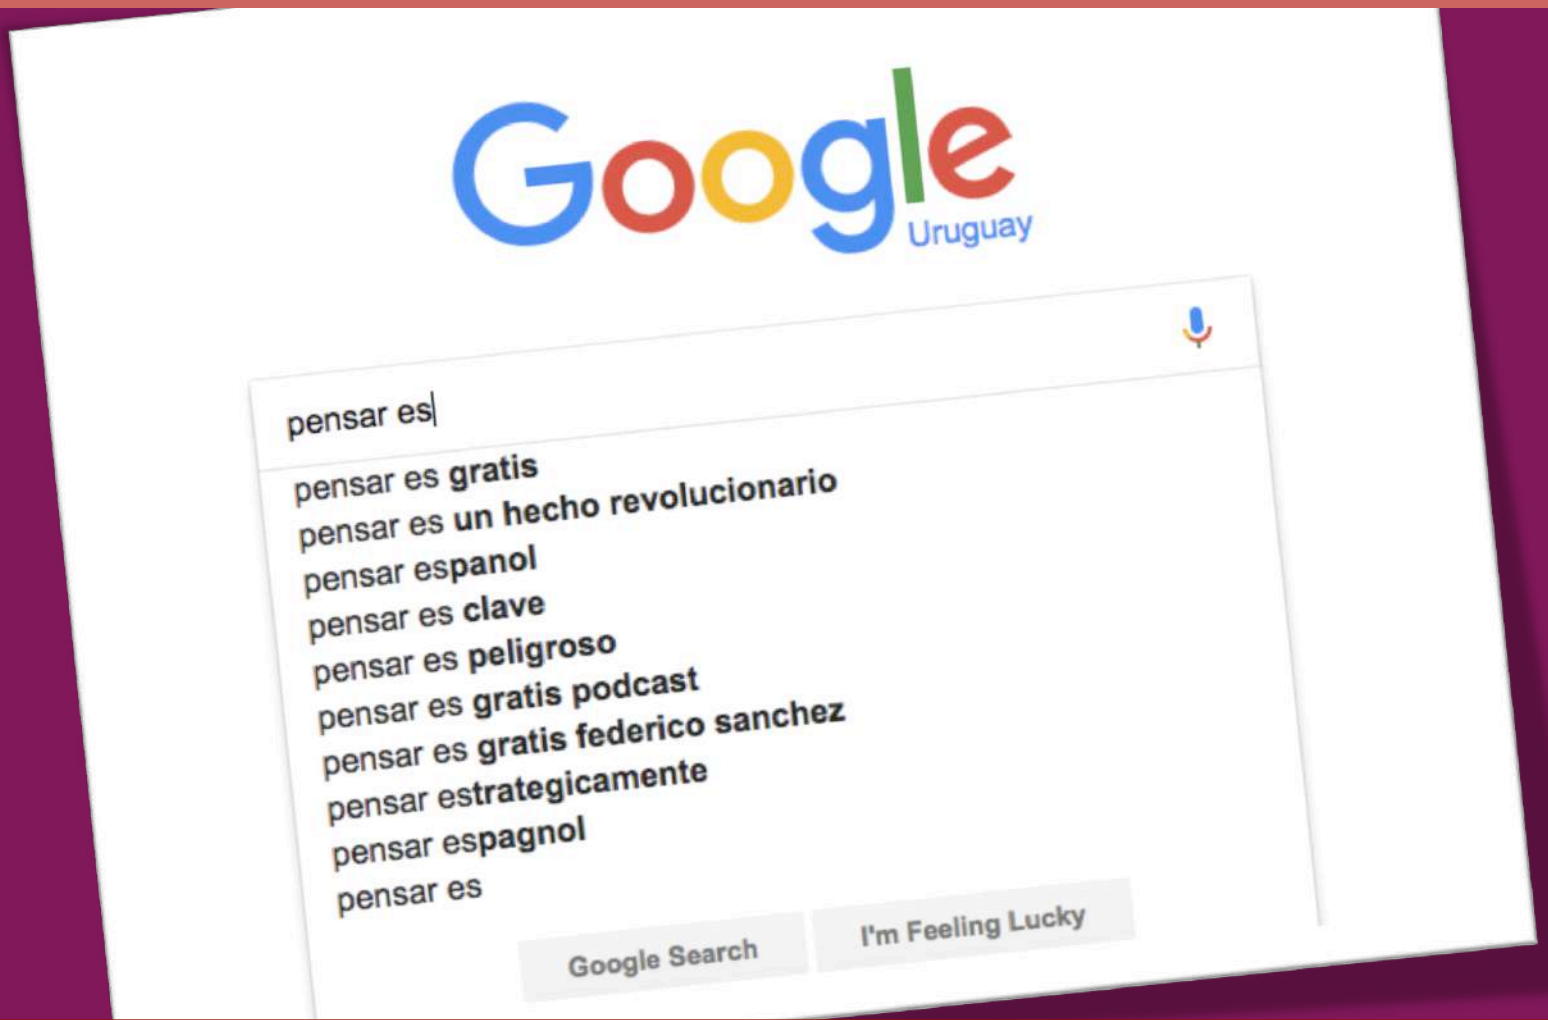 Google
Uruguay
pensar es
pensar es gratis
pensar es un hecho revolucionario
pensar espanol
pensar es clave
pensar es peligroso
pensar es gratis podcast
pensar es gratis federico sanchez
pensar estrategicamente
pensar espagnol
pensar es
Google Search
I'm Feeling Lucky